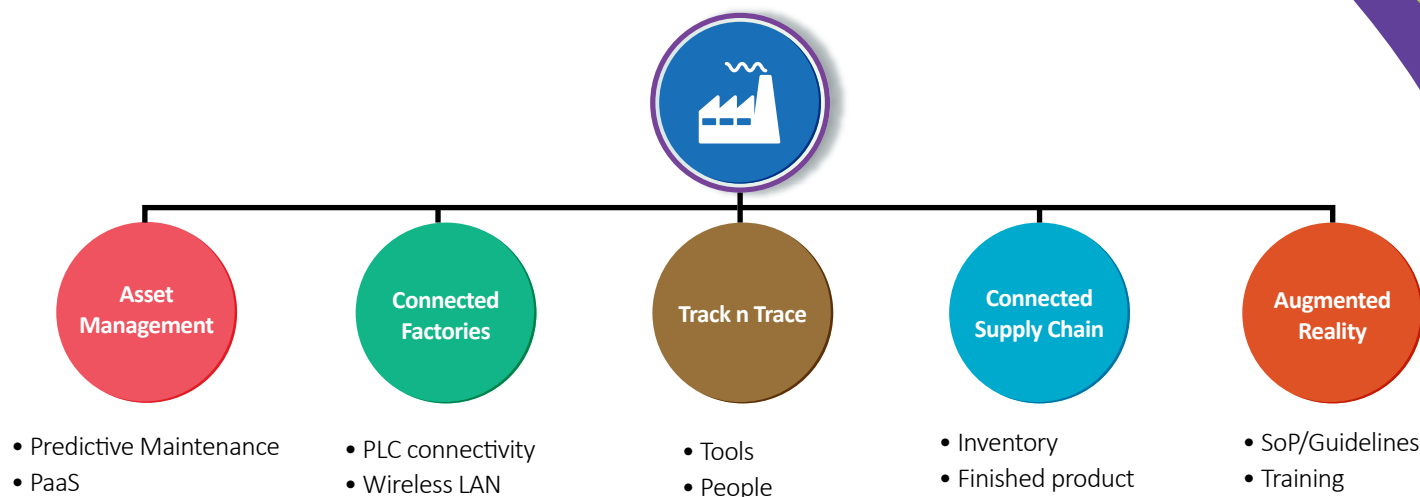 Asset
Management
Connected
Factories
Track n Trace
Connected
Supply Chain
Augmented
Reality
• Predictive Maintenance
• PaaS
• PLC connectivity
• Wireless LAN
• Tools
• People
• Inventory
• Finished product
• SoP/Guidelines
• Training